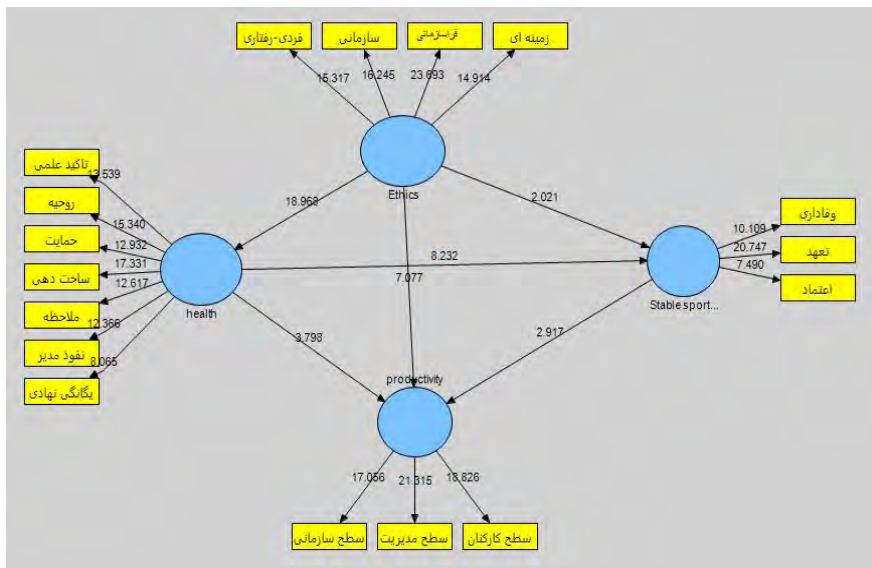 فردی-رفتاری
سازمانی
فراسازمانی
زمینه ای
15.317
16.245
23.693
14.914
Ethics
تاکید علمی
روحیه
حمایت
ساخت دهی
ملاحظه
نفوذ مدیر
یگانگی نهادی
13.539
15.340
12.932
17.331
12.617
12.366
8.065
health
18.968
2.021
8.232
7.077
3.798
2.917
وفاداری
تعهد
اعتماد
10.109
20.747
7.490
Stable sport...
productivity
17.056
21.315
18.826
سطح سازمانی
سطح مدیریت
سطح کارکنان